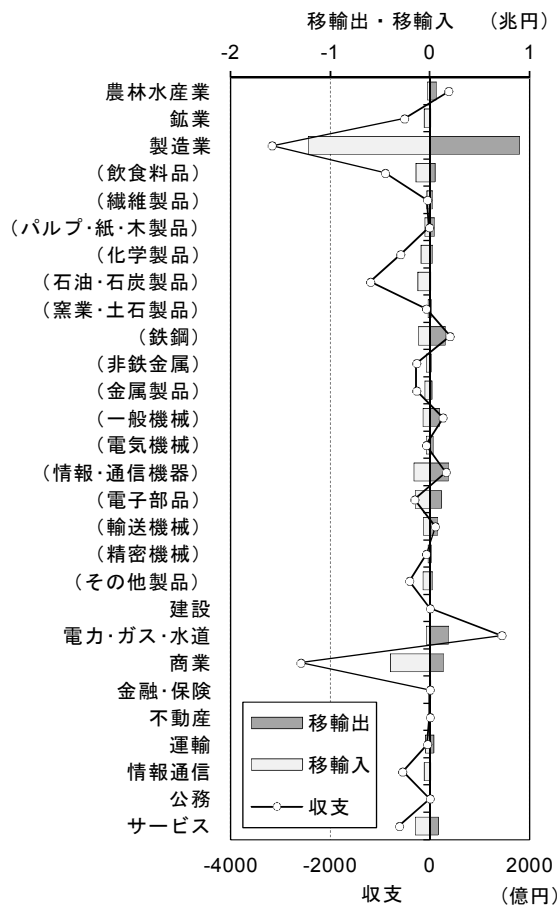 移輸出・移輸入 (兆円)
-2 -1 0 1
農林水産業
鉱業
製造業
(飲食料品)
(繊維製品)
(パルプ・紙・木製品)
(化学製品)
(石油・石炭製品)
(窯業・土石製品)
(鉄鋼)
(非鉄金属)
(金属製品)
(一般機械)
(電気機械)
(情報・通信機器)
(電子部品)
(輸送機械)
(精密機械)
(その他製品)
建設
電力・ガス・水道
商業
金融・保険
不動産
運輸
情報通信
公務
サービス
移輸出
移輸入
収支
-4000 -2000 0 2000
収支 (億円)